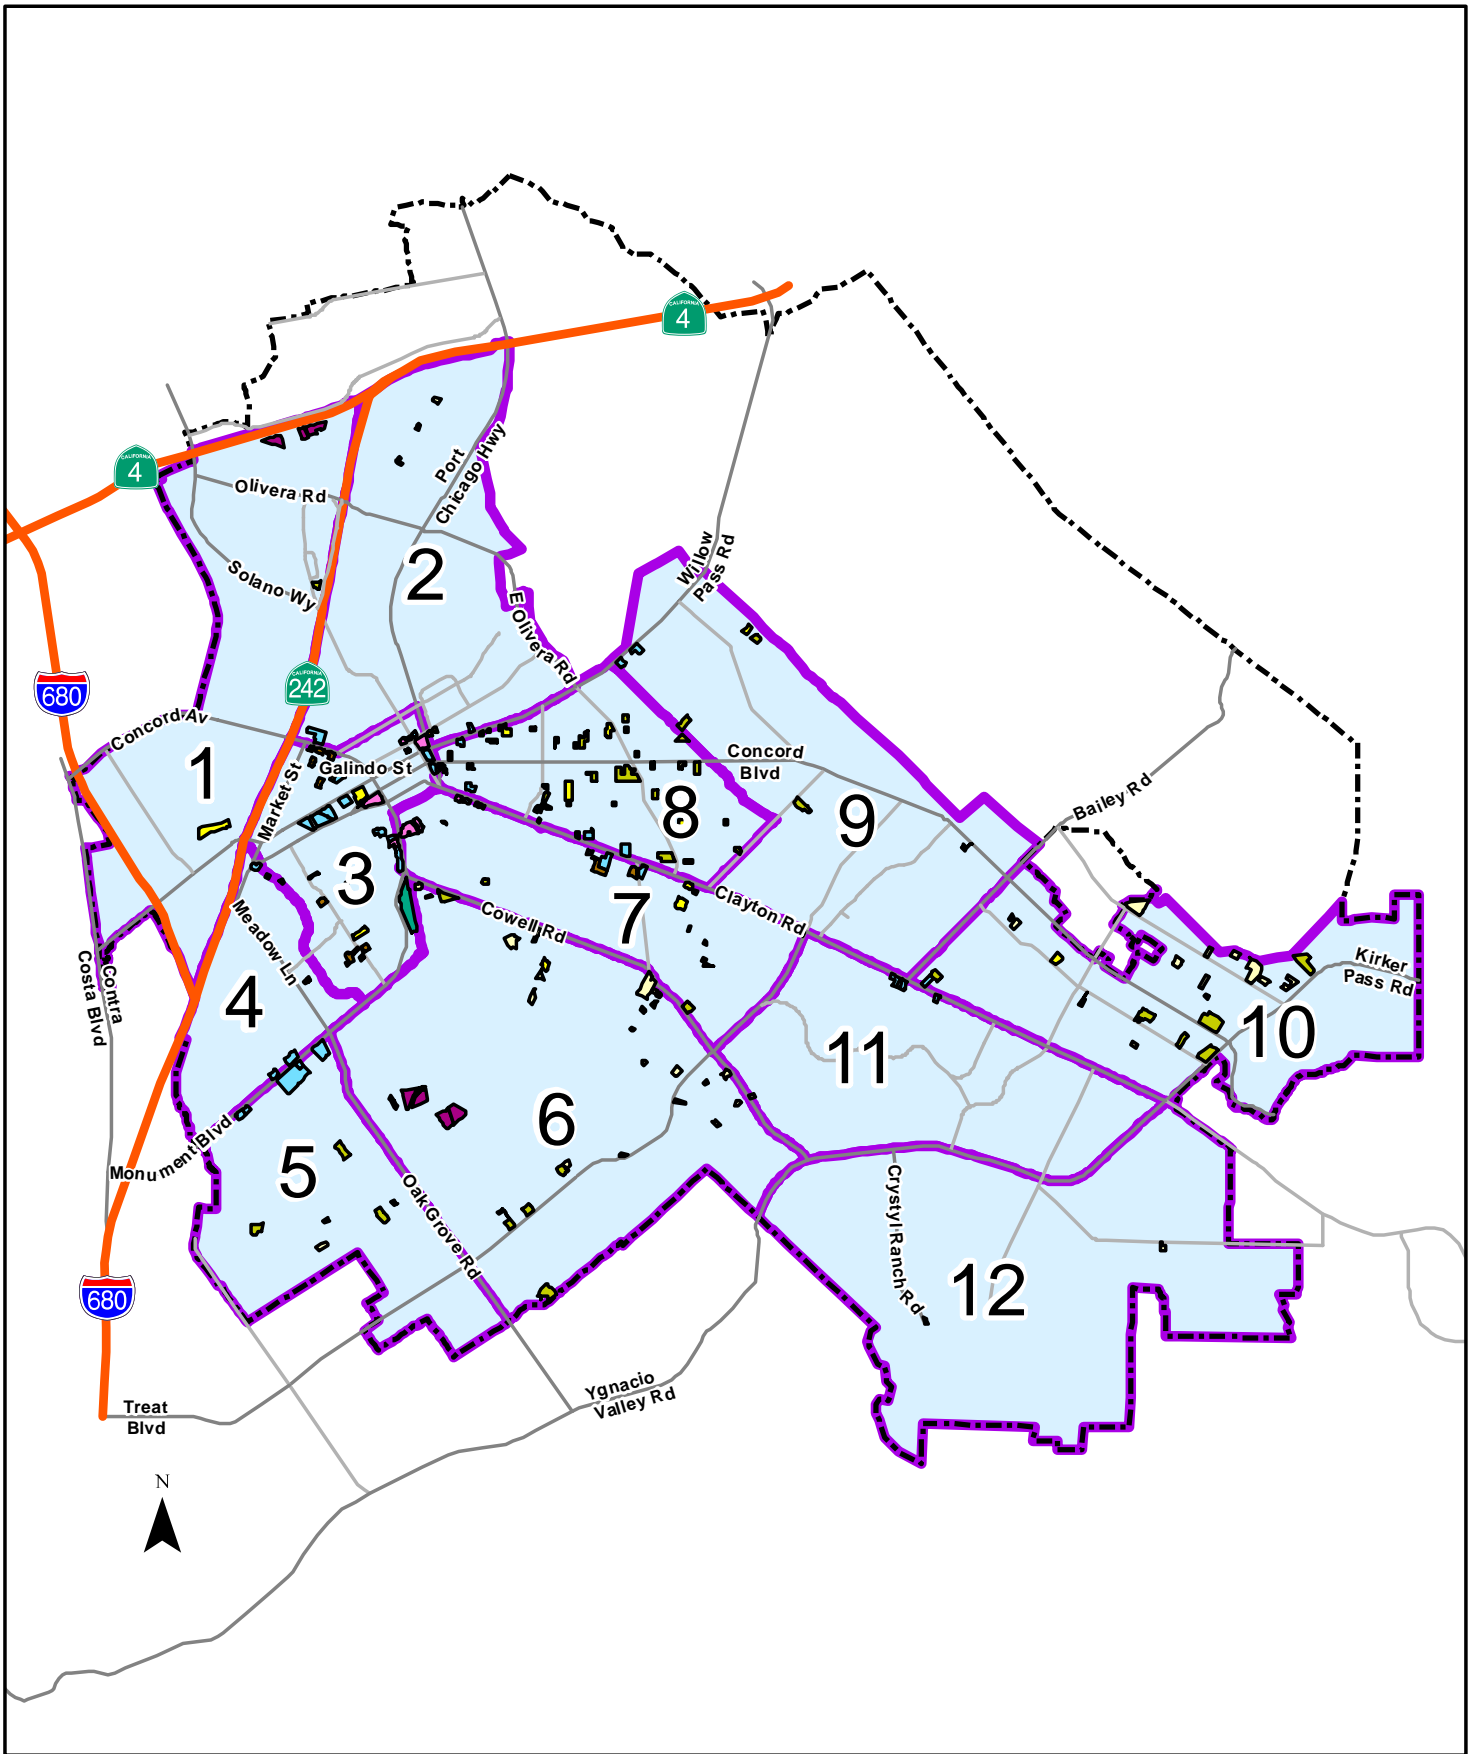 CALIFORNIA
4
CALIFORNIA
4
Port
Chicago Hwy
Olivera Rd
Willow
Pass Rd
2
Solano Wy
E Olivera Rd
680
CALIFORNIA
242
Concord Av
1
Galindo St
Concord
Blvd
Market St
8
9
Bailey Rd
3
7
Cowell Rd
Clayton Rd
Meadow Ln
Contra
Costa Blvd
4
Kirker
Pass Rd
10
11
6
Monument Blvd
5
Oak Grove Rd
Crystyl Ranch Rd
12
680
Ygnacio
Valley Rd
Treat
Blvd
N